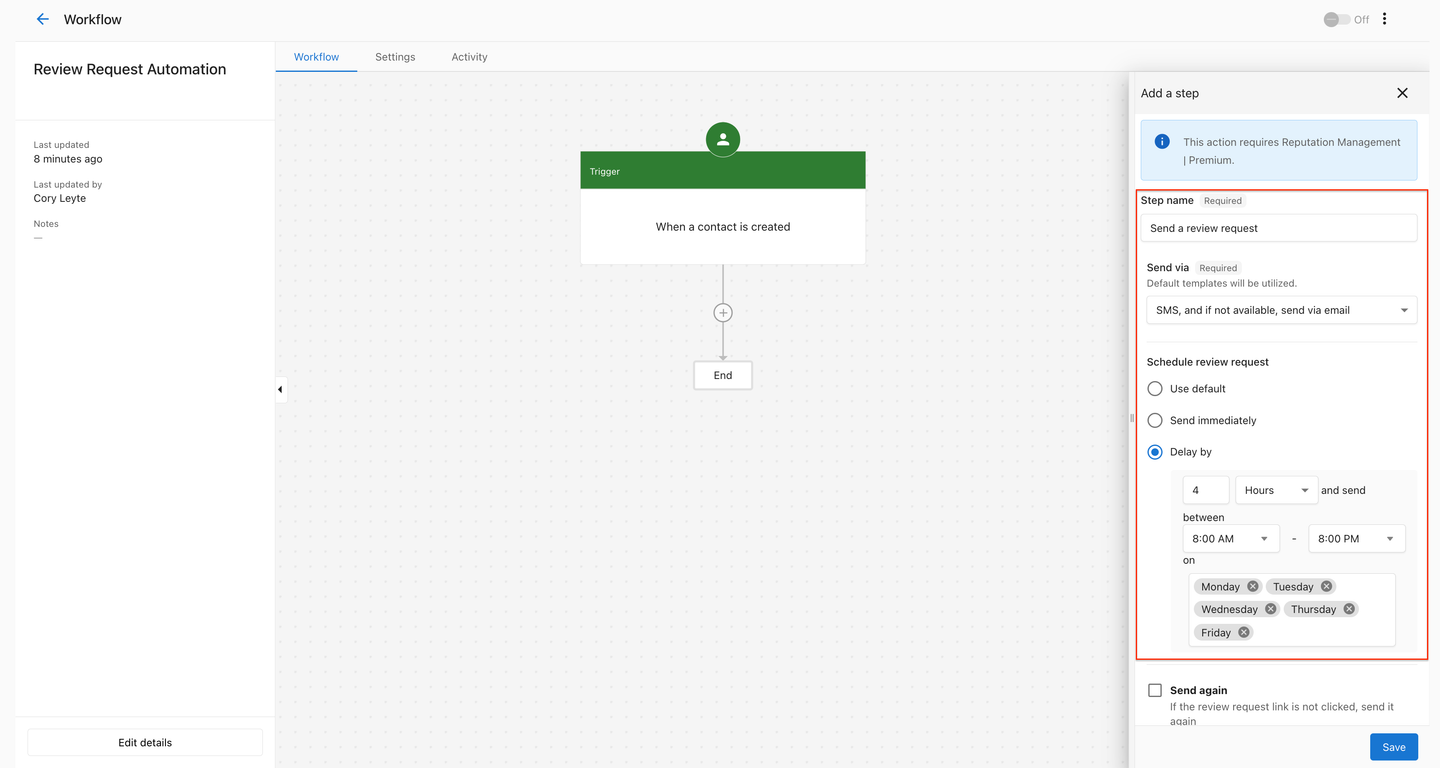 Workflow
Off
Review Request Automation
Last updated
8 minutes ago
Last updated by
Cory Leyte
Notes
—
Edit details
Workflow Settings Activity
Trigger
When a contact is created
End
Add a step
This action requires Reputation Management
| Premium.
Step name Required
Send a review request
Send via Required
Default templates will be utilized.
SMS, and if not available, send via email
Schedule review request
Use default
Send immediately
Delay by
4 Hours and send
between
8:00 AM - 8:00 PM
on
Monday Tuesday
Wednesday Thursday
Friday
Send again
If the review request link is not clicked, send it
again
Save